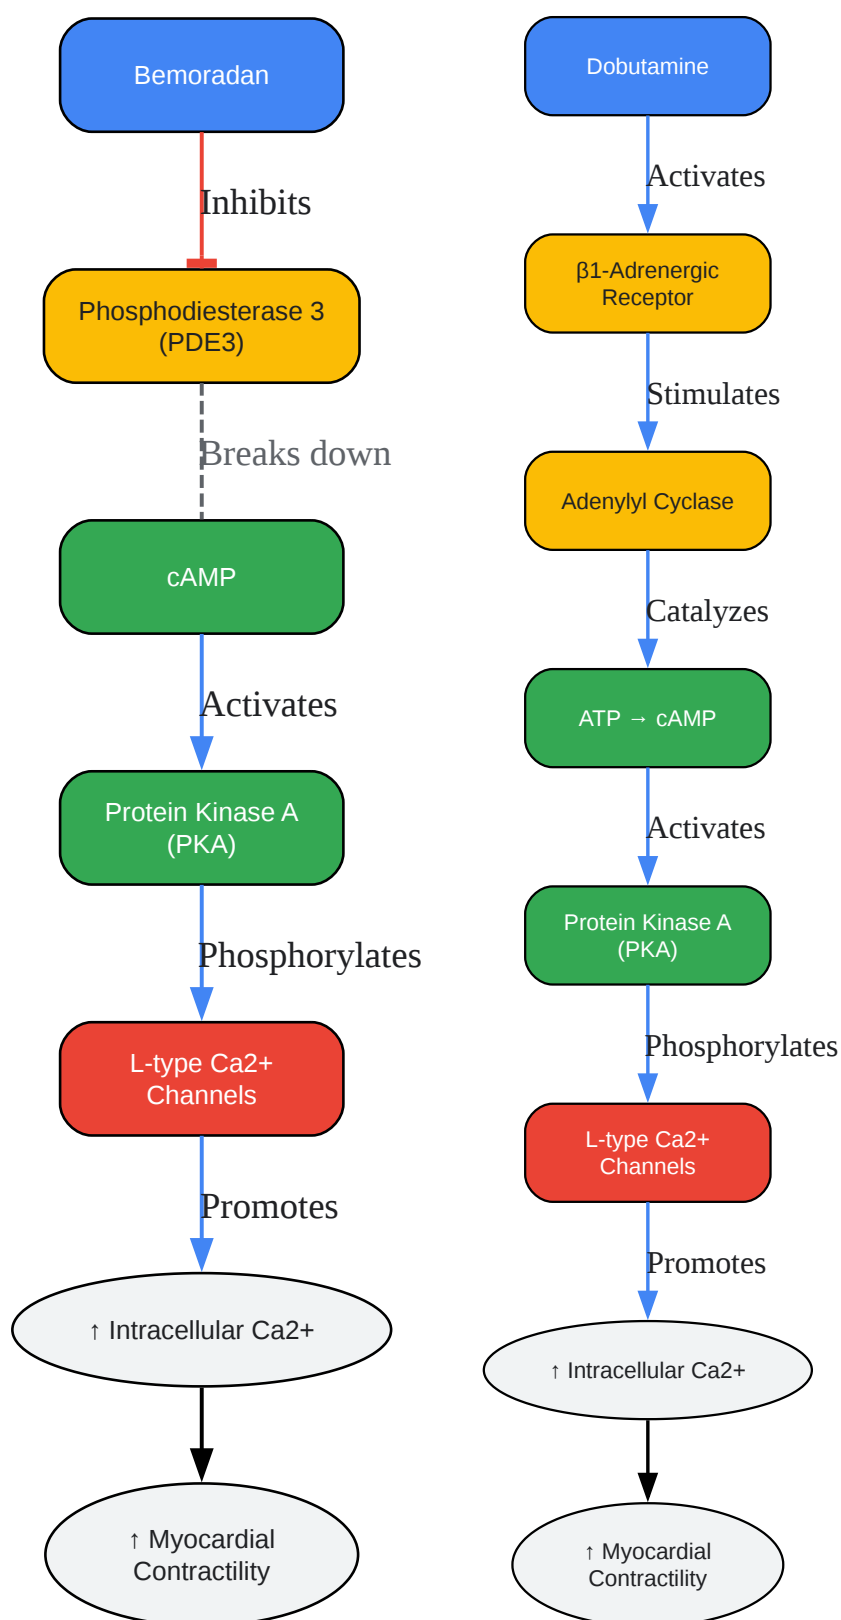 Bemoradan
Inhibits
Phosphodiesterase 3
(PDE3)
Breaks down
cAMP
Activates
Protein Kinase A
(PKA)
Phosphorylates
L-type Ca2+
Channels
Promotes
↑ Intracellular Ca2+
↑ Myocardial
Contractility
Dobutamine
Activates
β1-Adrenergic
Receptor
Stimulates
Adenylyl Cyclase
Catalyzes
ATP → cAMP
Activates
Protein Kinase A
(PKA)
Phosphorylates
L-type Ca2+
Channels
Promotes
↑ Intracellular Ca2+
↑ Myocardial
Contractility